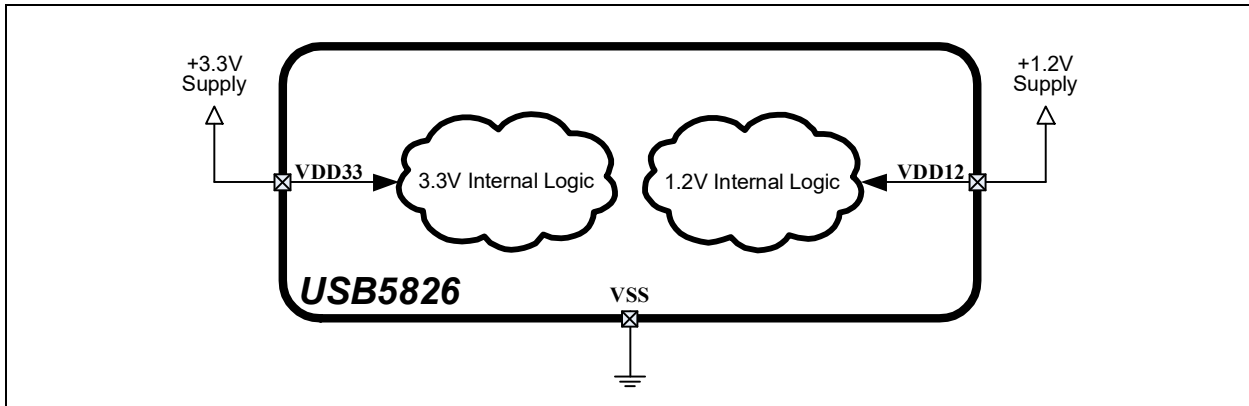 +3.3V
Supply
+1.2V
Supply
VDD33
3.3V Internal Logic
1.2V Internal Logic
VDD12
USB5826
VSS